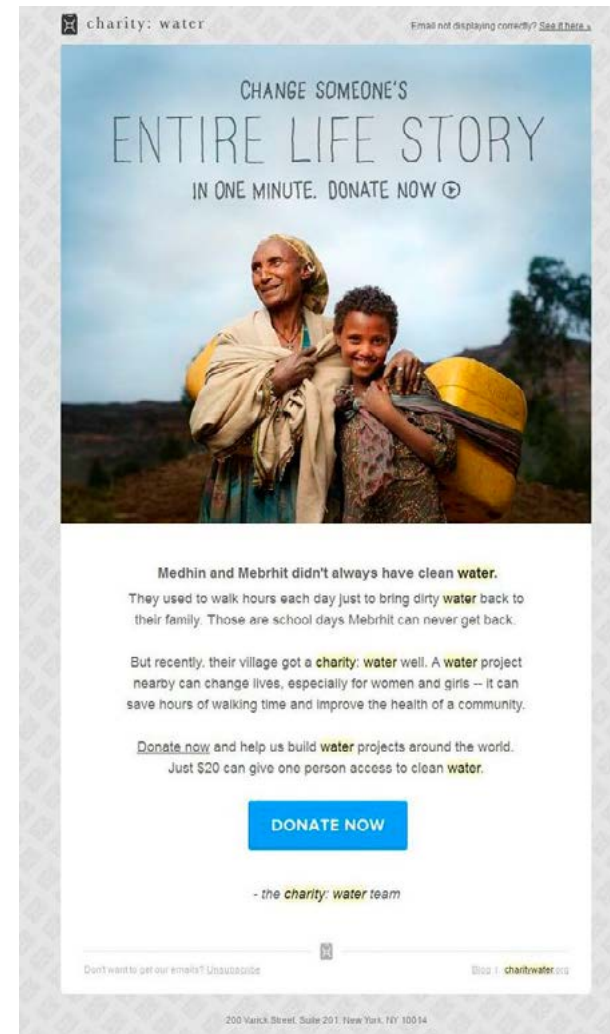 charity: water
Email not displaying correctly? See it here »
CHANGE SOMEONE'S
ENTIRE LIFE STORY
IN ONE MINUTE. DONATE NOW
Medhin and Mebrhit didn't always have clean water.
They used to walk hours each day just to bring dirty water back to
their family. Those are school days Mebrhit can never get back.
But recently, their village got a charity: water well. A water project
nearby can change lives, especially for women and girls -- it can
save hours of walking time and improve the health of a community.
Donate now and help us build water projects around the world.
Just $20 can give one person access to clean water.
DONATE NOW
- the charity: water team
Don't want to get our emails? Unsubscribe
Blog | charitywater.org
200 Varick Street, Suite 201, New York, NY 10014